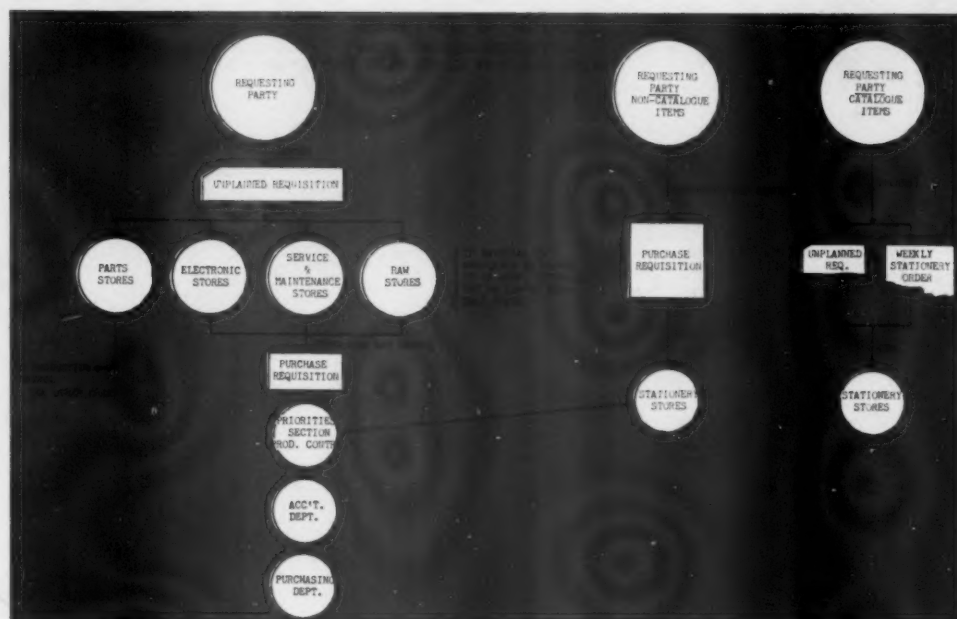 REQUESTING
PARTY
REQUESTING
PARTY
NON-CATALOGUE
ITEMS
REQUESTING
PARTY
CATALOGUE
ITEMS
UNPLANNED REQUISITION
PARTS
STORES
ELECTRONIC
STORES
SERVICE
&
MAINTENANCE
STORES
RAW
STORES
PURCHASE
REQUISITION
UNPLANNED
REQ.
WEEKLY
STATIONERY
ORDER
PURCHASE
REQUISITION
STATIONERY
STORES
STATIONERY
STORES
PRIORITIES
SECTION
PROD. CONTR
ACC'T.
DEPT.
PURCHASING
DEPT.